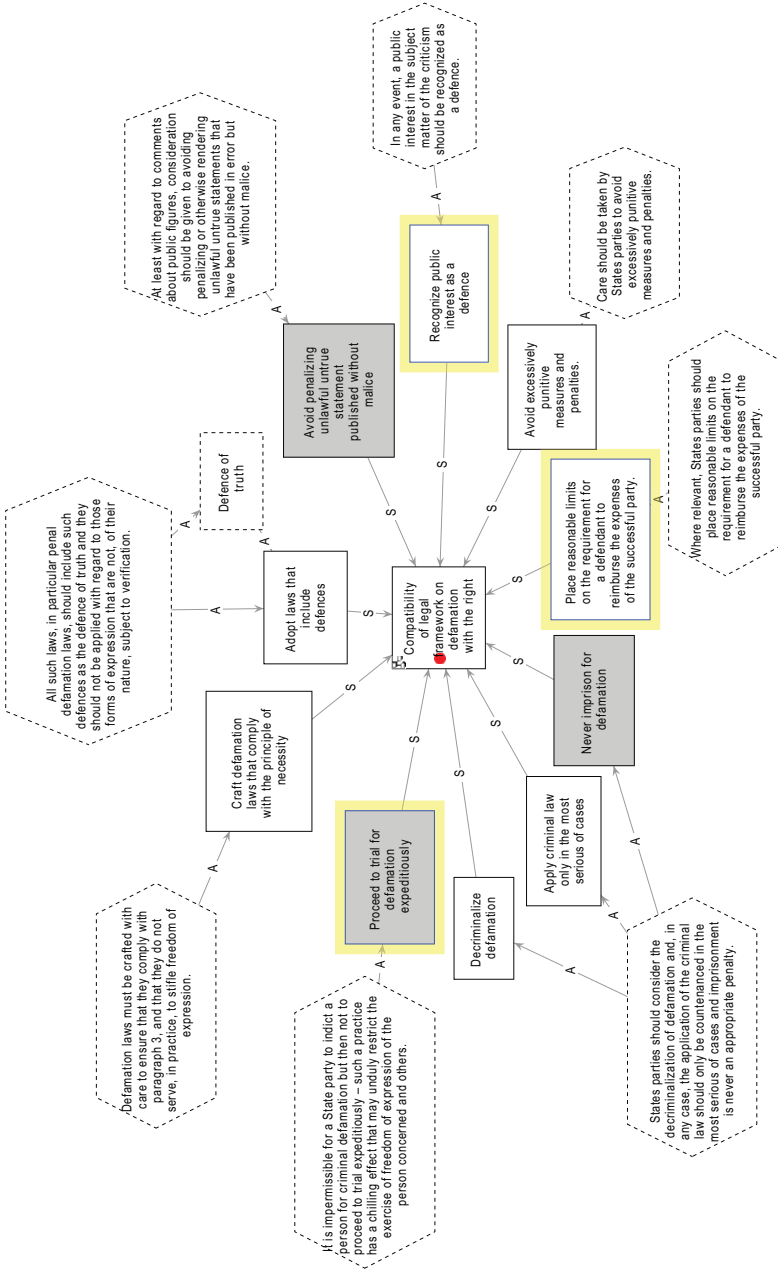 All such laws, in particular penal
defamation laws, should include such
defences as the defence of truth and they
should not be applied with regard to those
forms of expression that are not, of their
nature, subject to verification.
Defamation laws must be crafted with
care to ensure that they comply with
paragraph 3, and that they do not
serve, in practice, to stifle freedom of
expression.
At least with regard to comments
about public figures, consideration
should be given to avoiding
penalizing or otherwise rendering
unlawful untrue statements that
have been published in error but
without malice.
A
A
A
A
Defence of
truth
A
A
Craft defamation
laws that comply
with the principle of
necessity
Adopt laws that
include
defences
Avoid penalizing
unlawful untrue
statement
published without
malice
It is impermissible for a State party to indict a
person for criminal defamation but then not to
proceed to trial expeditiously – such a practice
has a chilling effect that may unduly restrict the
exercise of freedom of expression of the
person concerned and others.
A
Proceed to trial for
defamation
expeditiously
S
S
S
S
In any event, a public
interest in the subject
matter of the criticism
should be recognized as
a defence.
A
Compatibility
of legal
framework on
defamation
with the right
S
Recognize public
interest as a
defence
Decriminalize
defamation
S
S
S
S
S
Avoid excessively
punitive
measures and
penalties.
A
Care should be taken by
States parties to avoid
excessively punitive
measures and penalties.
Apply criminal law
only in the most
serious of cases
Never imprison for
defamation
Place reasonable limits
on the requirement for
a defendant to
reimburse the expenses
of the successful party.
A
A
A
A
States parties should consider the
decriminalization of defamation and, in
any case, the application of the criminal
law should only be countenanced in the
most serious of cases and imprisonment
is never an appropriate penalty.
Where relevant, States parties should
place reasonable limits on the
requirement for a defendant to
reimburse the expenses of the
successful party.